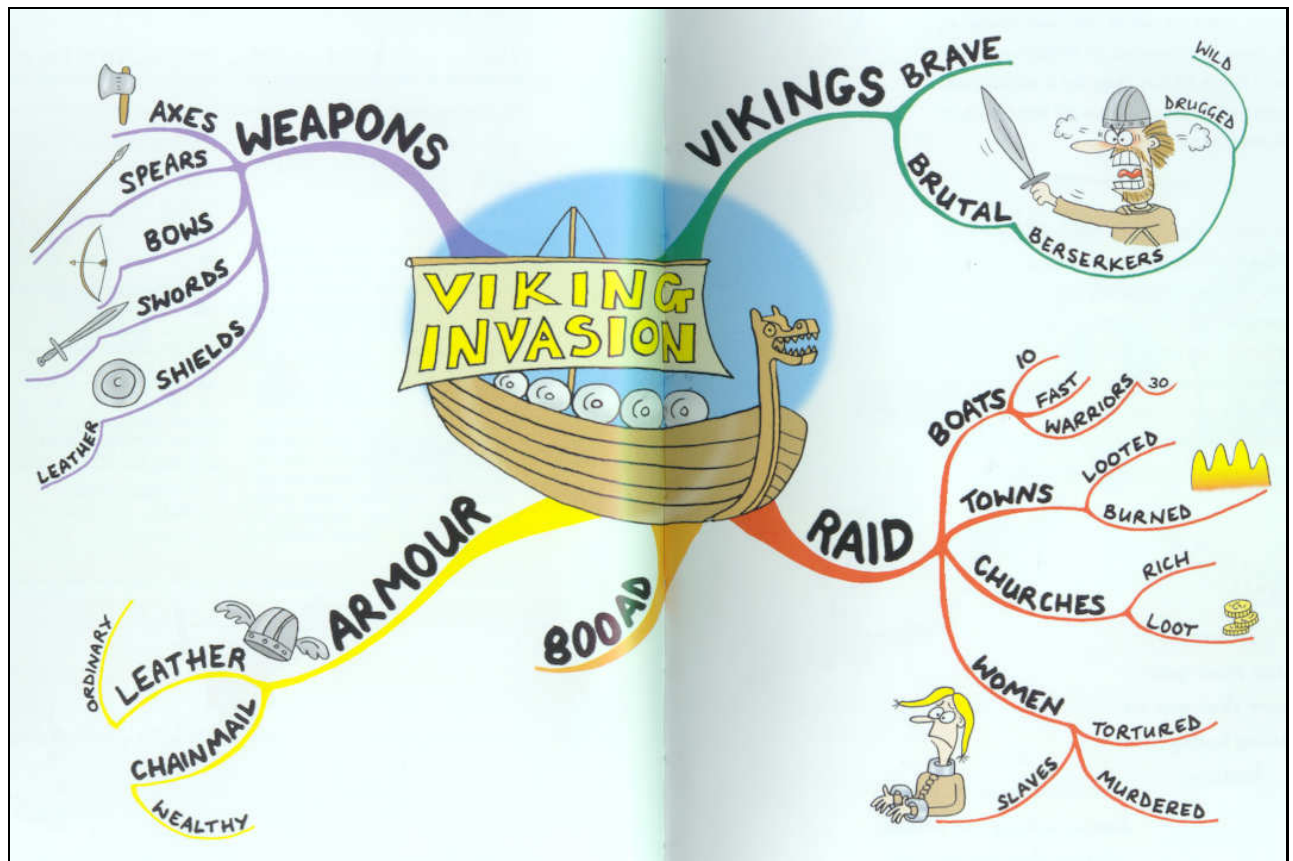 VIKING
INVASION
WEAPONS
AXES
SPEARS
BOWS
SWORDS
SHIELDS
LEATHER
VIKINGS
BRAVE
BRUTAL
BERSERKERS
WILD
DRUGGED
RAID
BOATS
10
FAST
WARRIORS
30
TOWNS
LOOTED
BURNED
CHURCHES
RICH
LOOT
WOMEN
TORTURED
MURDERED
SLAVES
800AD
ARMOUR
LEATHER
ORDINARY
CHAINMAIL
WEALTHY